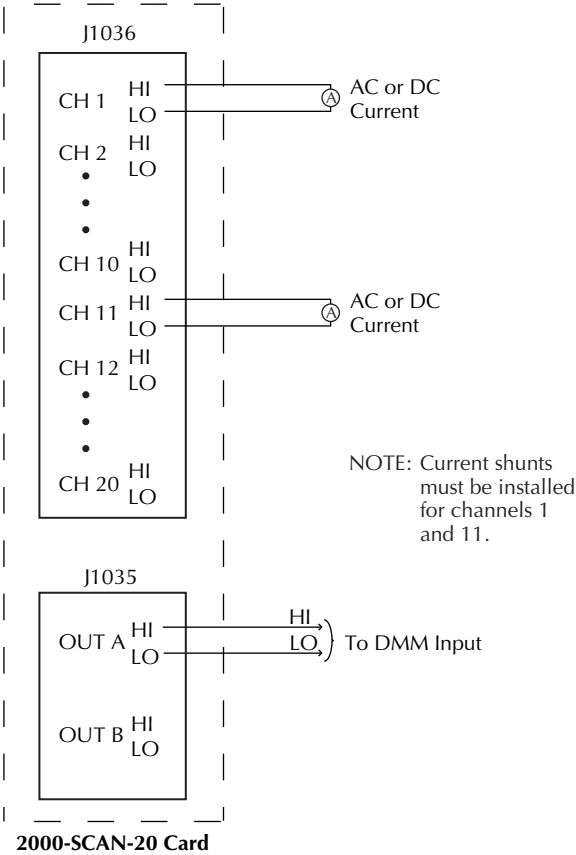 J1036
CH 1 HI
LO
AC or DC
Current
A
CH 2 HI
LO
CH 10 HI
LO
CH 11 HI
LO
AC or DC
Current
A
CH 12 HI
LO
CH 20 HI
LO
NOTE: Current shunts
must be installed
for channels 1
and 11.
J1035
OUT A HI
LO
HI
LO
To DMM Input
OUT B HI
LO
2000-SCAN-20 Card